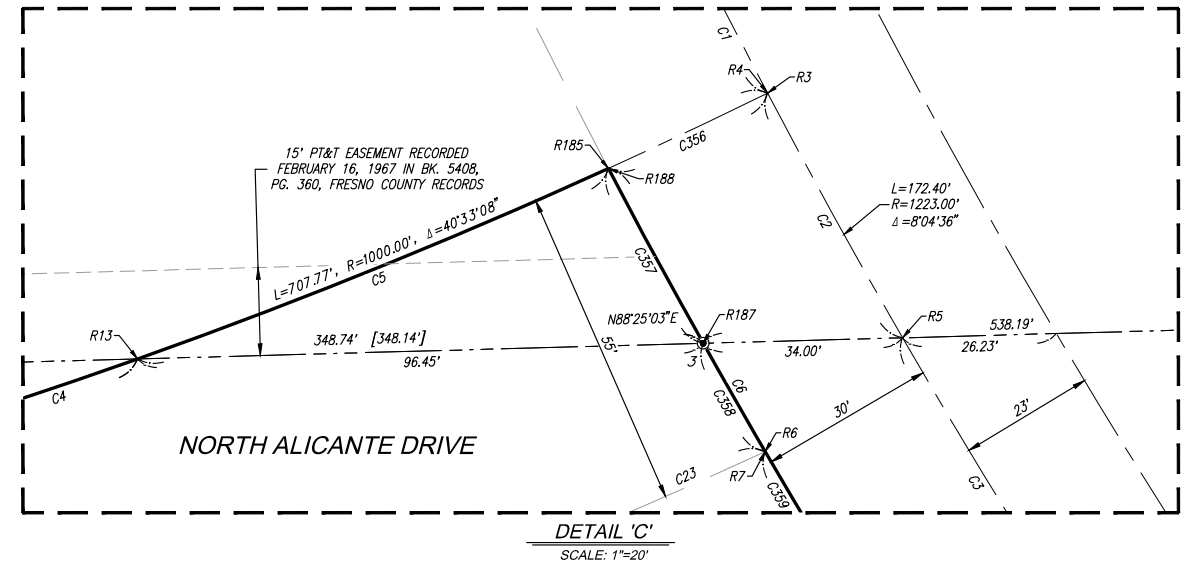 C1
R4
R3
C356
R185
R188
15' PT&T EASEMENT RECORDED
FEBRUARY 16, 1967 IN BK. 5408,
PG. 360, FRESNO COUNTY RECORDS
L=172.40'
R=1223.00'
Δ=8°04'36"
C2
L=707.77', R=1000.00', Δ=40°33'08"
C5
C357
R13
N88°25'03"E
R187
R5
348.74' [348.14']
96.45'
55'
3
34.00'
538.19'
26.23'
C4
C6
C358
30'
23'
NORTH ALICANTE DRIVE
R6
R7
C23
C359
C3
DETAIL 'C'
SCALE: 1"=20'